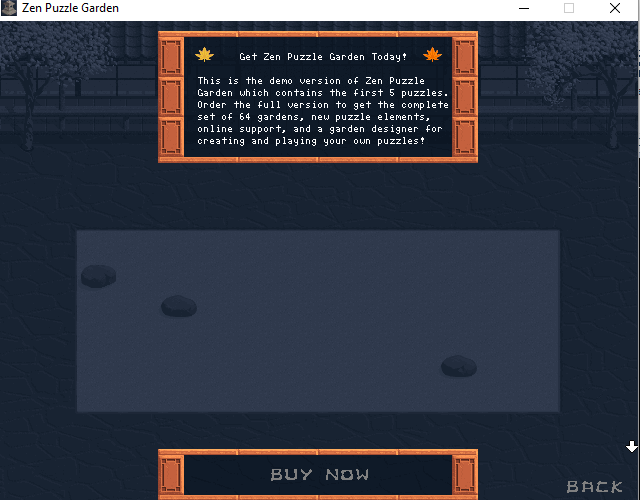 Zen Puzzle Garden
Get Zen Puzzle Garden Today!
This is the demo version of Zen Puzzle
Garden which contains the first 5 puzzles.
Order the full version to get the complete
set of 64 gardens, new puzzle elements,
online support, and a garden designer for
creating and playing your own puzzles!
BUY NOW
BACK